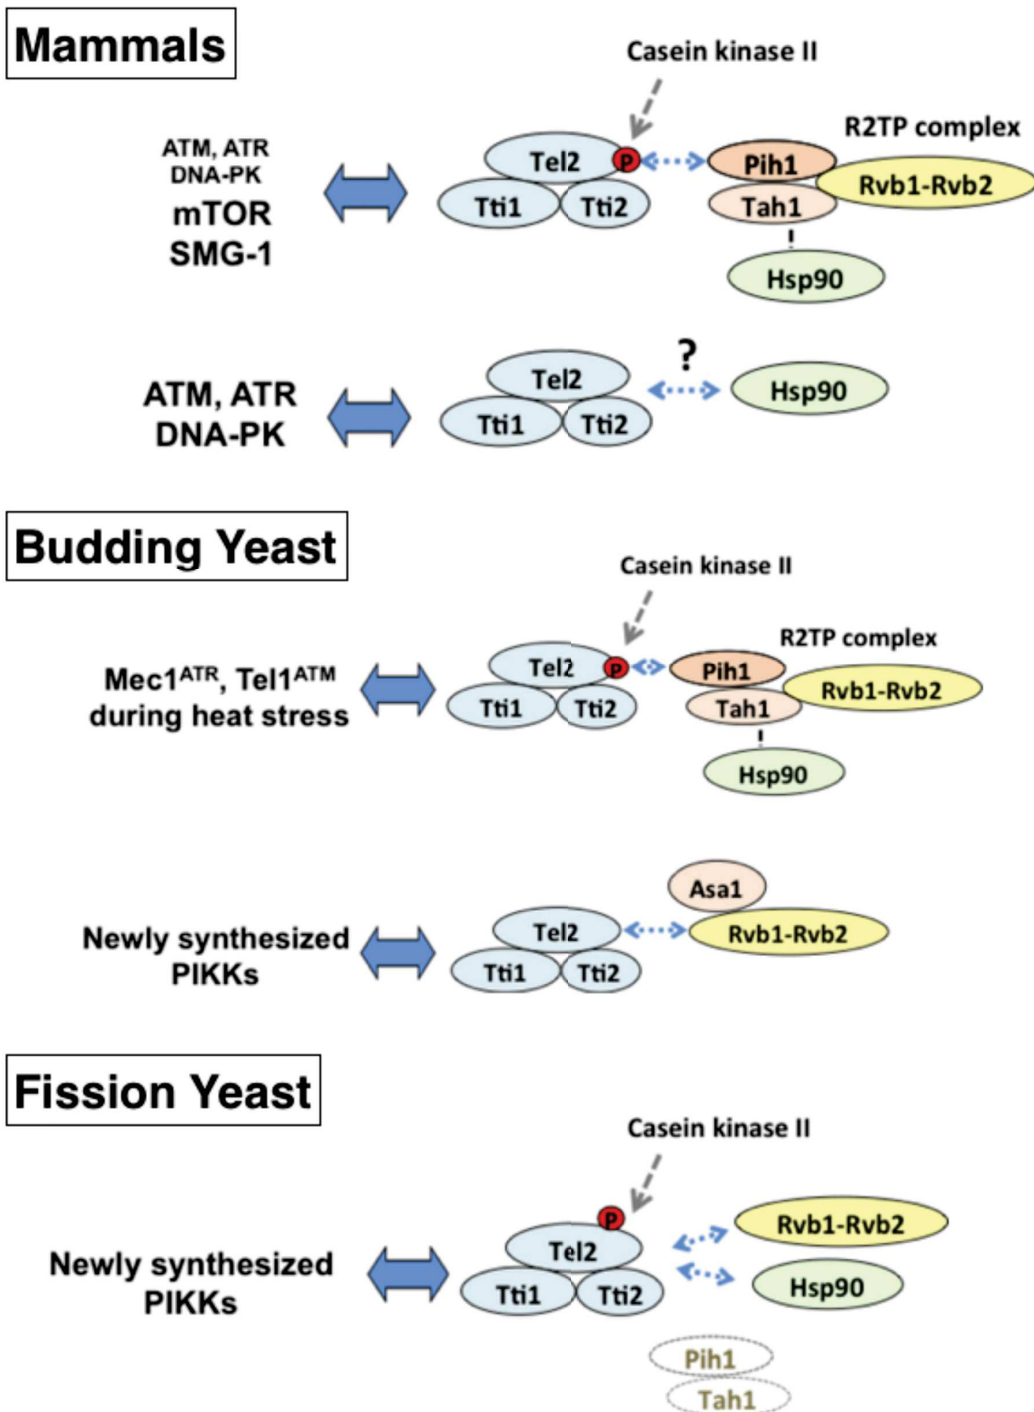 Mammals
Casein kinase II
R2TP complex
ATM, ATR
DNA-PK
mTOR
SMG-1
Tel2
P
Tti1
Tti2
Pih1
Tah1
Rvb1-Rvb2
Hsp90
ATM, ATR
DNA-PK
Tel2
Tti1
Tti2
?
Hsp90
Budding Yeast
Casein kinase II
R2TP complex
Mec1ᴬᵀᴿ, Tel1ᴬᵀᴹ
during heat stress
Tel2
P
Tti1
Tti2
Pih1
Tah1
Rvb1-Rvb2
Hsp90
Newly synthesized
PIKKs
Tel2
Tti1
Tti2
Asa1
Rvb1-Rvb2
Fission Yeast
Casein kinase II
Newly synthesized
PIKKs
P
Tel2
Tti1
Tti2
Rvb1-Rvb2
Hsp90
Pih1
Tah1